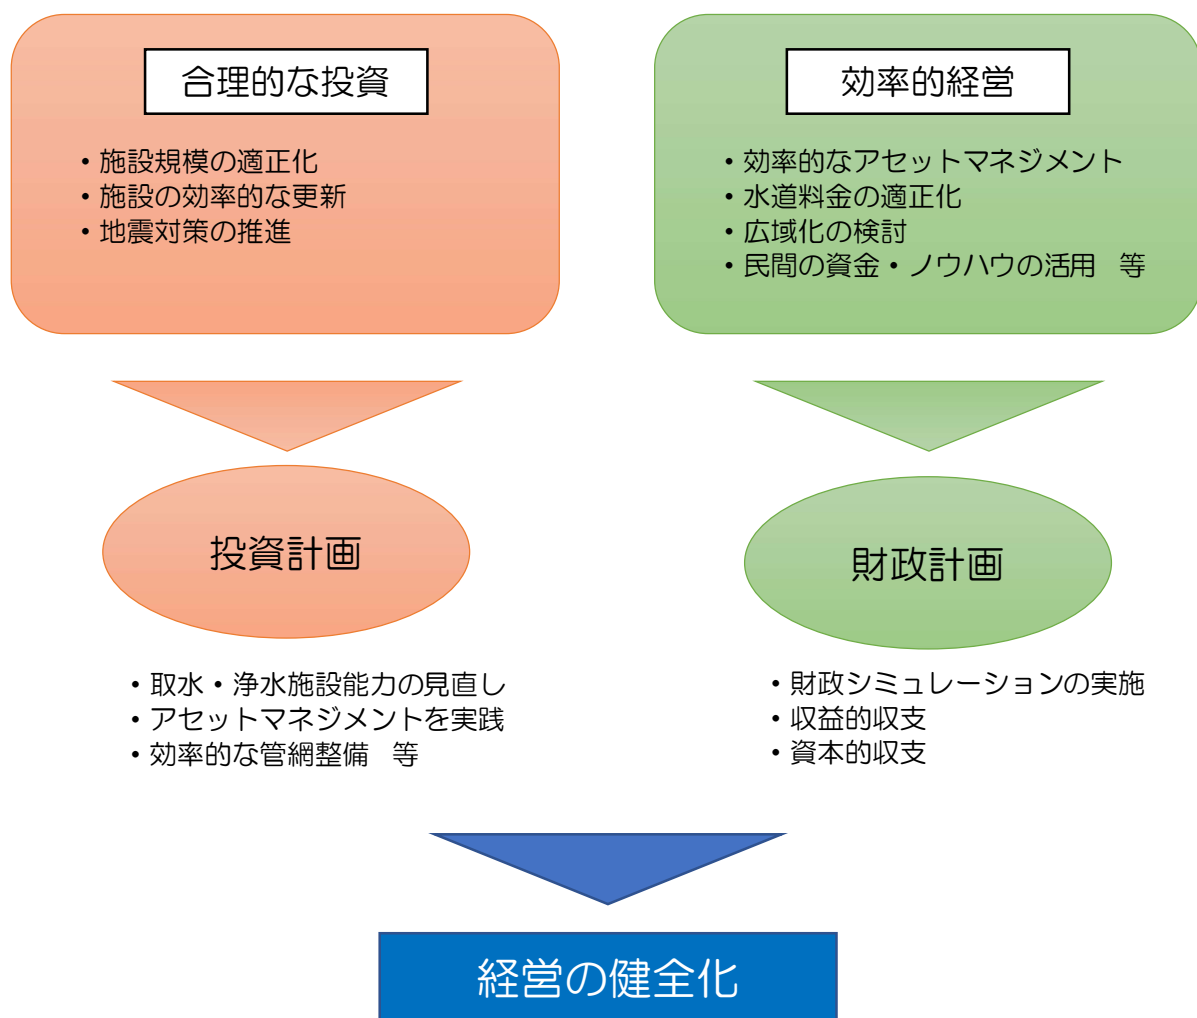 合理的な投資
・施設規模の適正化
・施設の効率的な更新
・地震対策の推進
効率的経営
・効率的なアセットマネジメント
・水道料金の適正化
・広域化の検討
・民間の資金・ノウハウの活用　等
投資計画
・取水・浄水施設能力の見直し
・アセットマネジメントを実践
・効率的な管網整備　等
財政計画
・財政シミュレーションの実施
・収益的収支
・資本的収支
経営の健全化